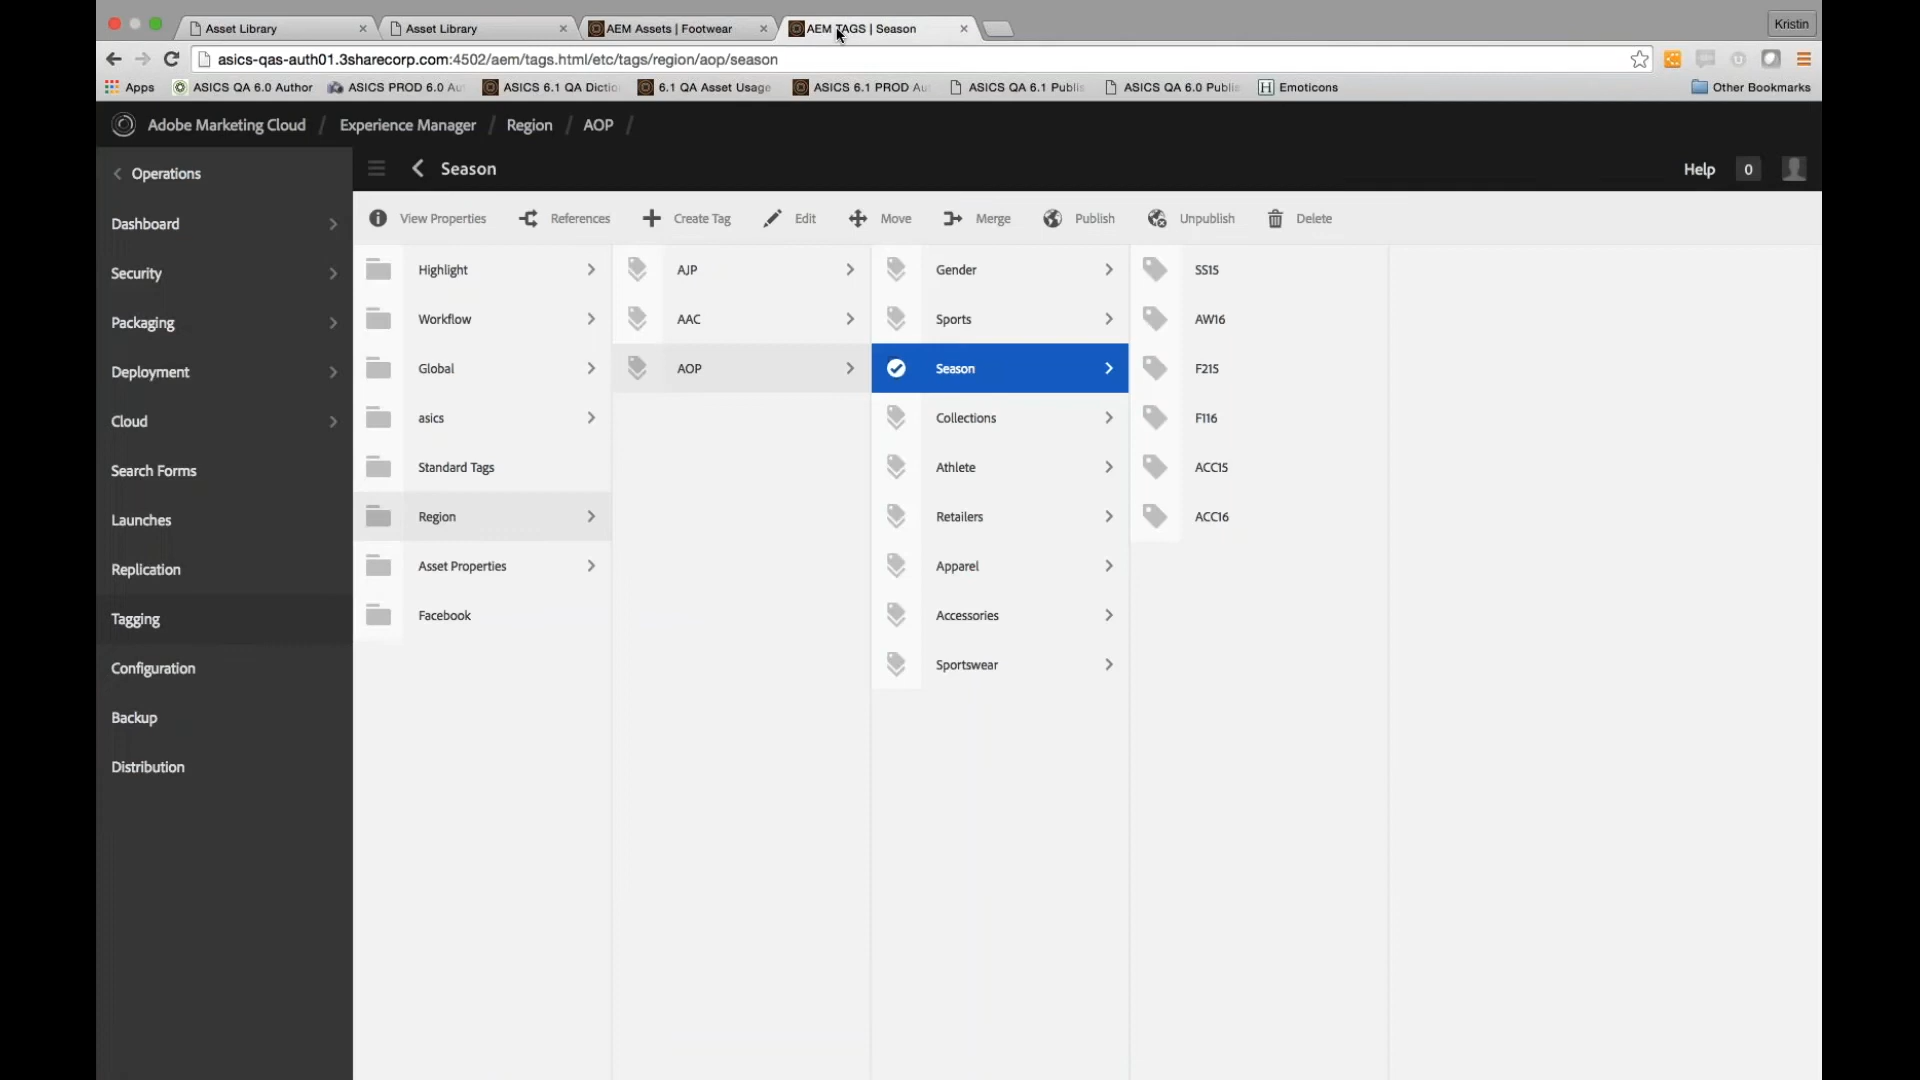 Asset Library
Asset Library
AEM Assets | Footwear
AEM TAGS | Season
Kristin
asics-qas-auth01.3sharecorp.com:4502/aem/tags.html/etc/tags/region/aop/season
Apps
ASICS QA 6.0 Author
ASICS PROD 6.0 Au
ASICS 6.1 QA Dictio
6.1 QA Asset Usage
ASICS 6.1 PROD Au
ASICS QA 6.1 Publis
ASICS QA 6.0 Publis
H Emoticons
Other Bookmarks
Adobe Marketing Cloud / Experience Manager / Region / AOP /
Operations
Season
Help
0
Dashboard
Security
Packaging
Deployment
Cloud
Search Forms
Launches
Replication
Tagging
Configuration
Backup
Distribution
View Properties
References
Create Tag
Edit
Move
Merge
Publish
Unpublish
Delete
Highlight
Workflow
Global
asics
Standard Tags
Region
Asset Properties
Facebook
AJP
AAC
AOP
Gender
Sports
Season
Collections
Athlete
Retailers
Apparel
Accessories
Sportswear
SS15
AW16
F215
F116
ACC15
ACC16